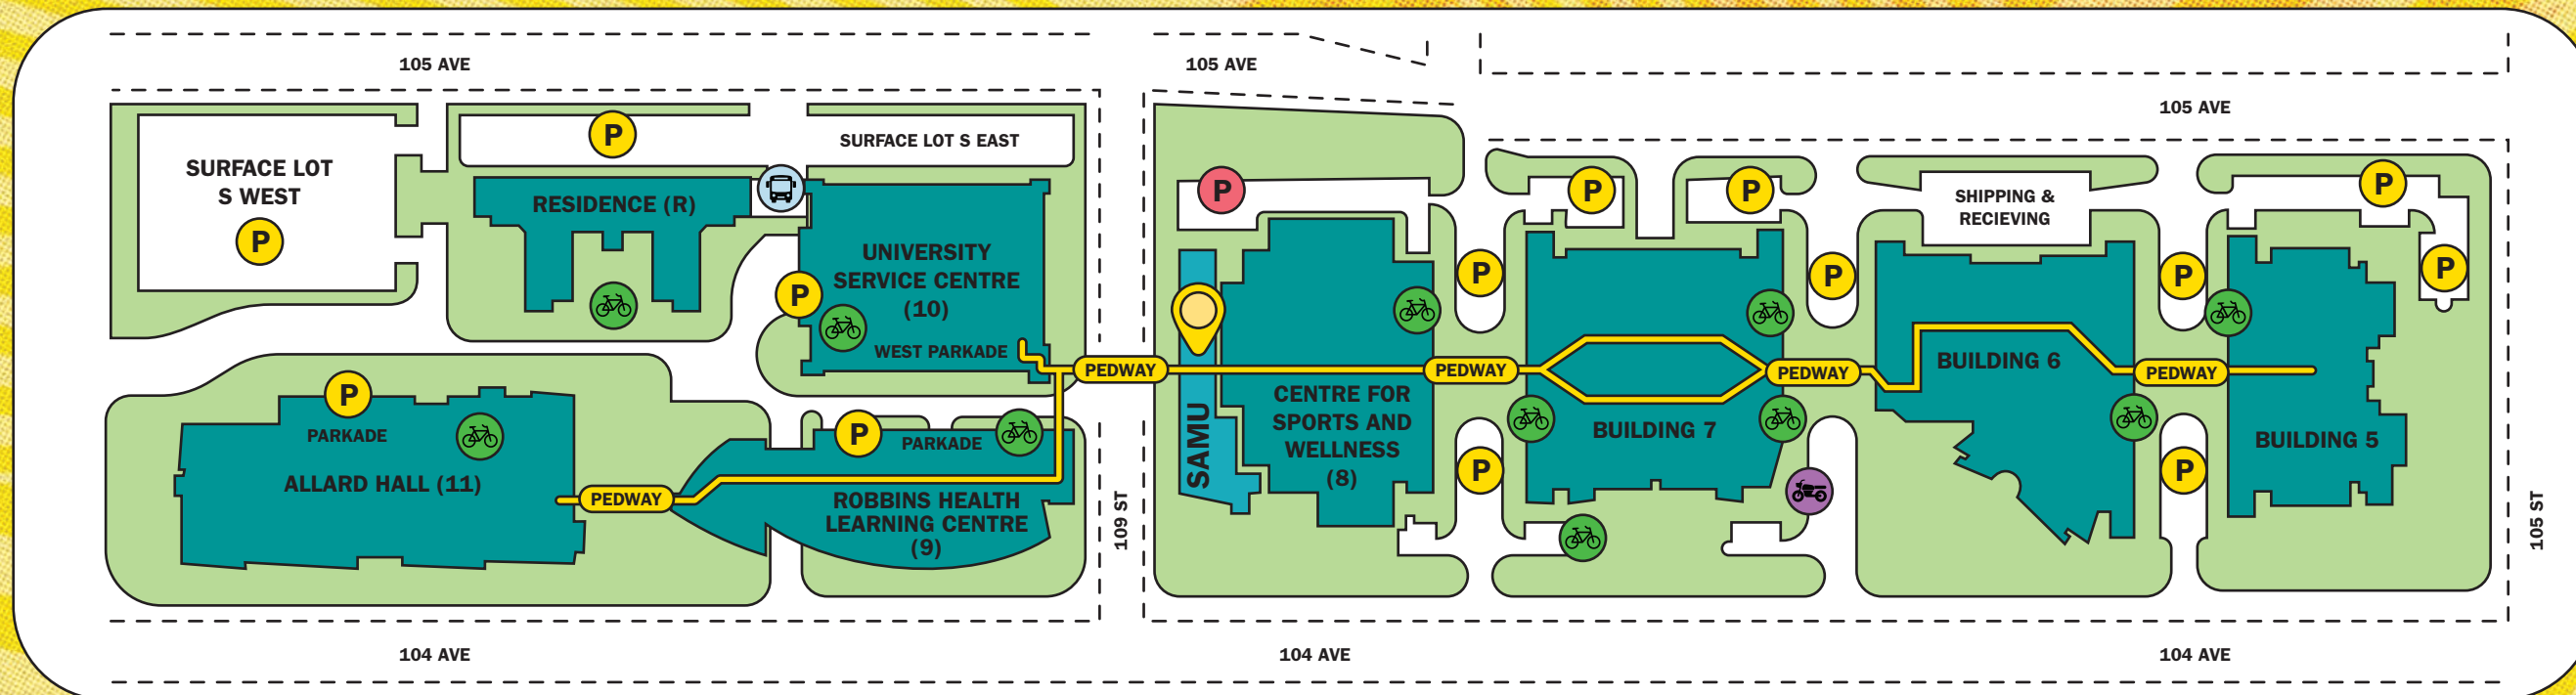 105 AVE
105 AVE
105 AVE
SURFACE LOT
S WEST
P
P
SURFACE LOT S EAST
RESIDENCE (R)
UNIVERSITY
SERVICE CENTRE
(10)
P
WEST PARKADE
P
PARKADE
ALLARD HALL (11)
PEDWAY
P
PARKADE
ROBBINS HEALTH
LEARNING CENTRE
(9)
PEDWAY
109 ST
P
SAMU
CENTRE FOR
SPORTS AND
WELLNESS
(8)
PEDWAY
P
P
P
P
BUILDING 7
PEDWAY
P
SHIPPING &
RECIEVING
BUILDING 6
PEDWAY
P
P
P
P
BUILDING 5
105 ST
104 AVE
104 AVE
104 AVE